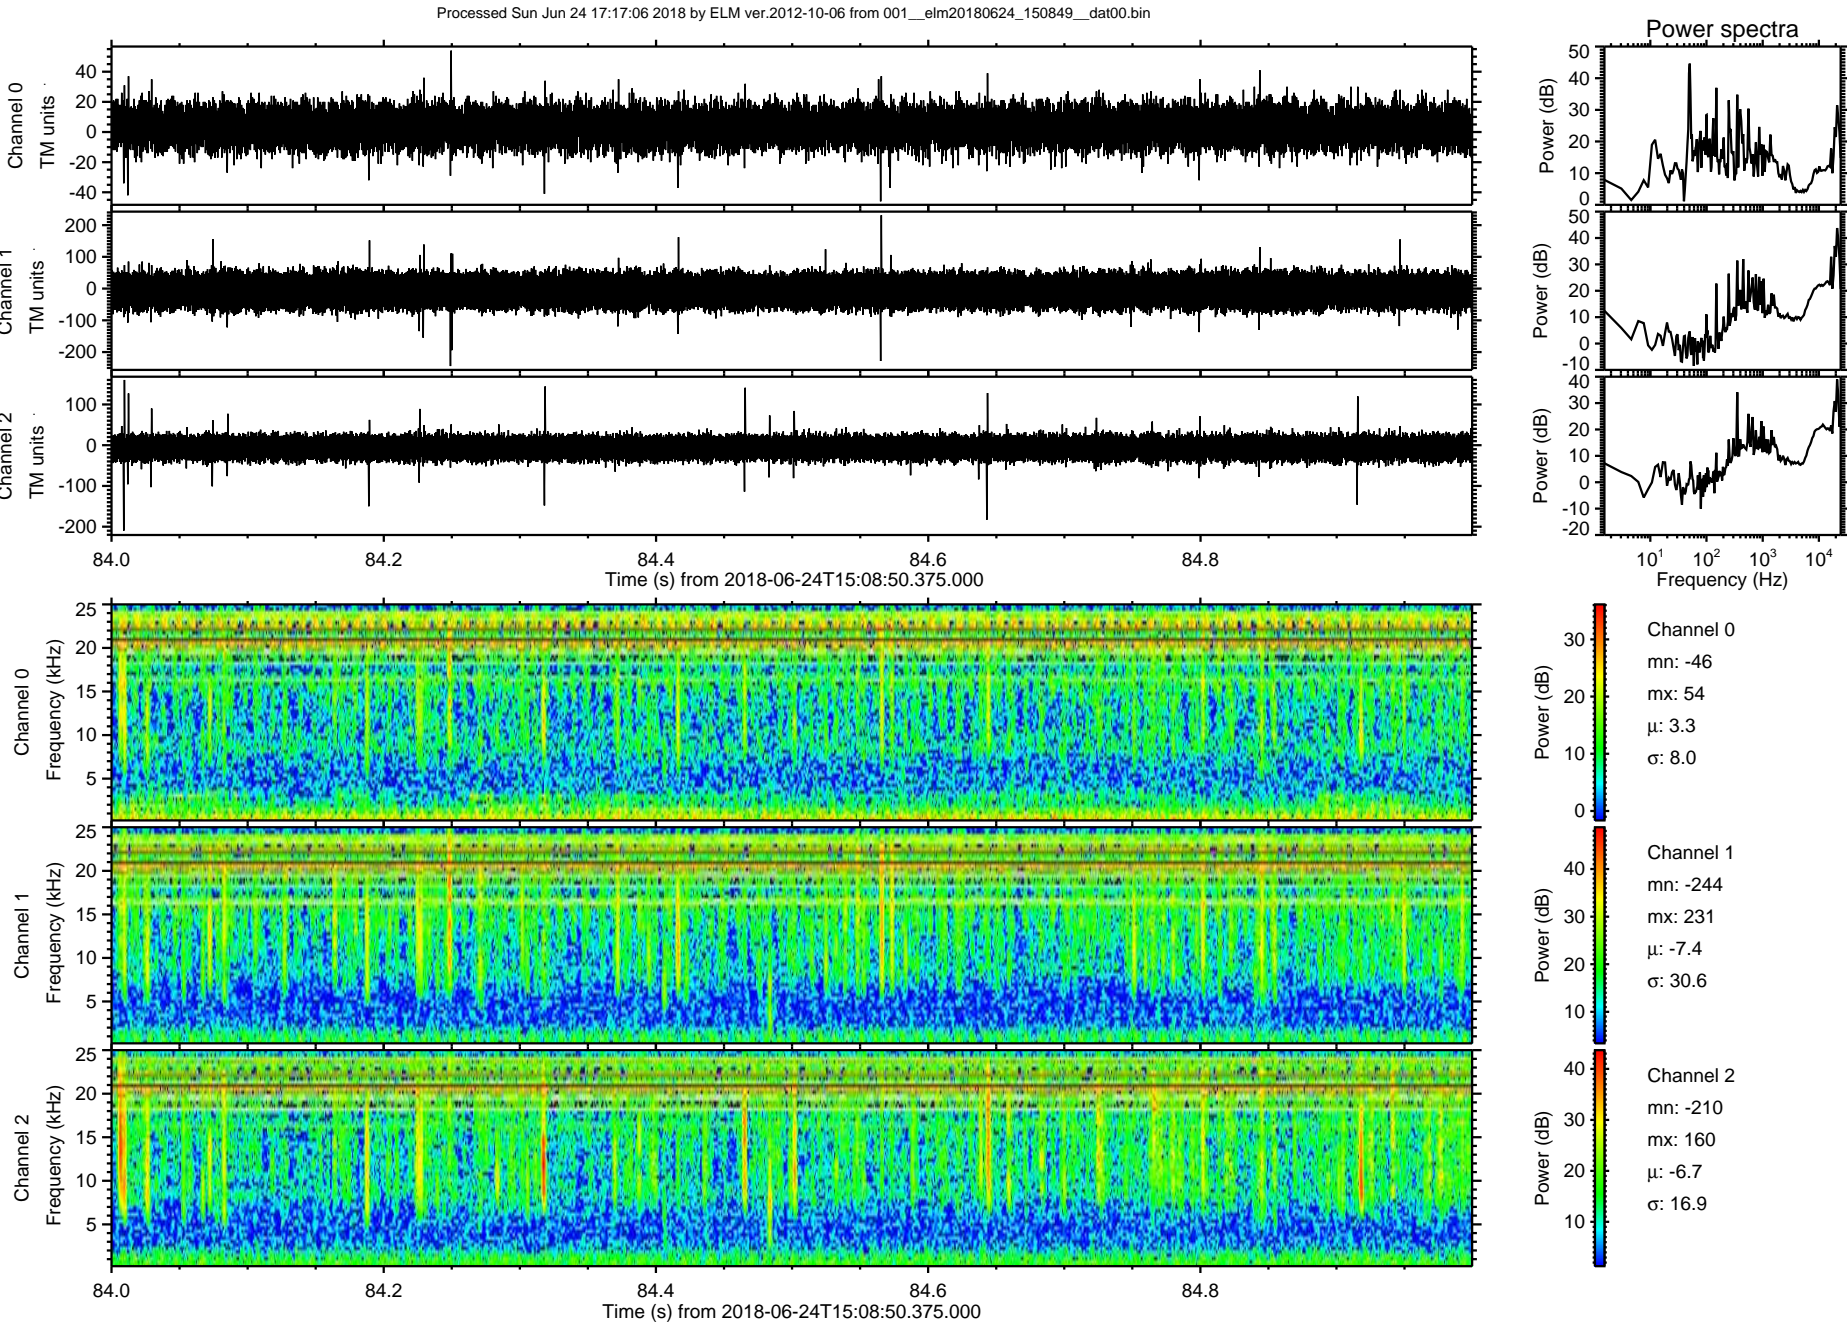 Processed Sun Jun 24 17:17:06 2018 by ELM ver.2012-10-06 from 001__elm20180624_150849__dat00.bin
Power spectra
Channel 0
TM units
40
20
0
-20
-40
Power (dB)
50
40
30
20
10
0
Channel 1
TM units
200
100
0
-100
-200
Power (dB)
50
40
30
20
10
0
-10
Channel 2
TM units
100
0
-100
-200
Power (dB)
40
30
20
10
0
-10
-20
84.0 84.2 84.4 84.6 84.8
Time (s) from 2018-06-24T15:08:50.375.000
10¹ 10² 10³ 10⁴
Frequency (Hz)
Channel 0
Frequency (kHz)
25
20
15
10
5
Power (dB)
30
20
10
0
Channel 0
mn: -46
mx: 54
μ: 3.3
σ: 8.0
Channel 1
Frequency (kHz)
25
20
15
10
5
Power (dB)
40
30
20
10
Channel 1
mn: -244
mx: 231
μ: -7.4
σ: 30.6
Channel 2
Frequency (kHz)
25
20
15
10
5
Power (dB)
40
30
20
10
Channel 2
mn: -210
mx: 160
μ: -6.7
σ: 16.9
84.0 84.2 84.4 84.6 84.8
Time (s) from 2018-06-24T15:08:50.375.000